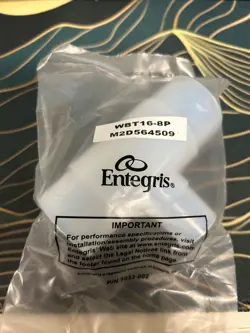 WBT16-8P
M2D564509
Entegris®
IMPORTANT
For performance specifications or
installation/assembly procedures, visit
Entegris' Web site at www.entegris.com
and select the Legal Notices link from
the footer found on the home page.